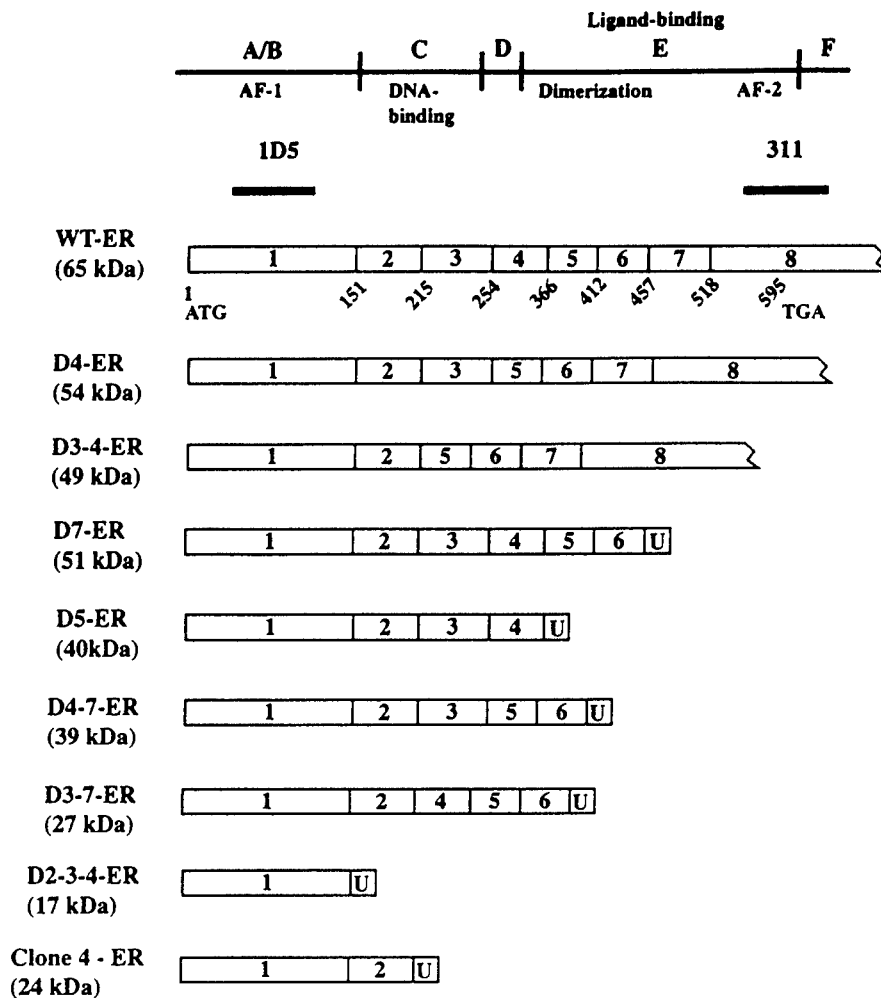 Ligand-binding
A/B C D E F
AF-1 DNA-binding Dimerization AF-2
1D5 311
WT-ER
(65 kDa)
1 2 3 4 5 6 7 8
1 151 215 254 366 412 457 518 595
ATG TGA
D4-ER
(54 kDa)
1 2 3 5 6 7 8
D3-4-ER
(49 kDa)
1 2 5 6 7 8
D7-ER
(51 kDa)
1 2 3 4 5 6 U
D5-ER
(40kDa)
1 2 3 4 U
D4-7-ER
(39 kDa)
1 2 3 5 6 U
D3-7-ER
(27 kDa)
1 2 4 5 6 U
D2-3-4-ER
(17 kDa)
1 U
Clone 4 - ER
(24 kDa)
1 2 U